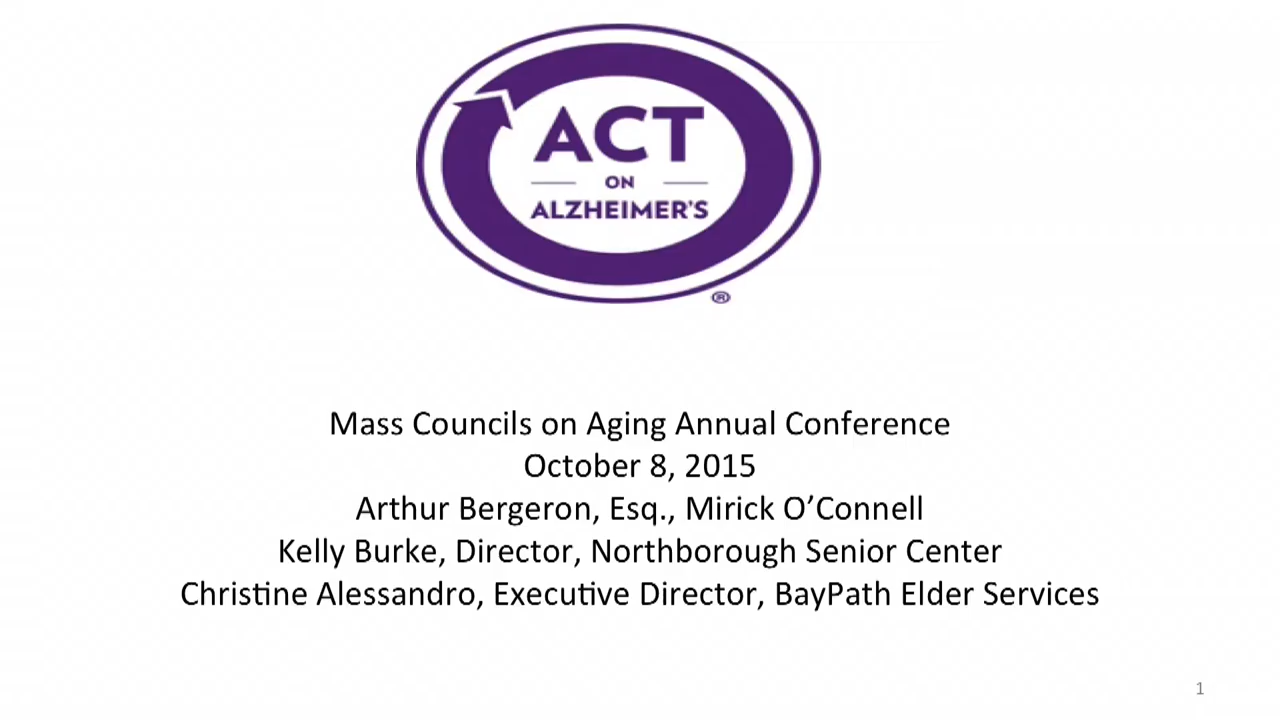 ACT
ON
ALZHEIMER'S
®
Mass Councils on Aging Annual Conference
October 8, 2015
Arthur Bergeron, Esq., Mirick O’Connell
Kelly Burke, Director, Northborough Senior Center
Christine Alessandro, Executive Director, BayPath Elder Services
1